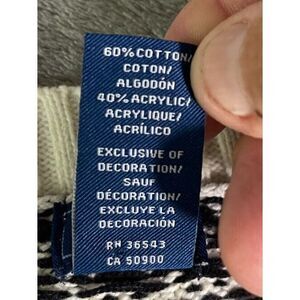 60% COTTON/
COTON/
ALGODÓN
40% ACRYLIC/
ACRYLIQUE/
ACRÍLICO
EXCLUSIVE OF
DECORATION/
SAUF
DÉCORATION/
EXCLUYE LA
DECORACIÓN
RN 36543
CA 50900